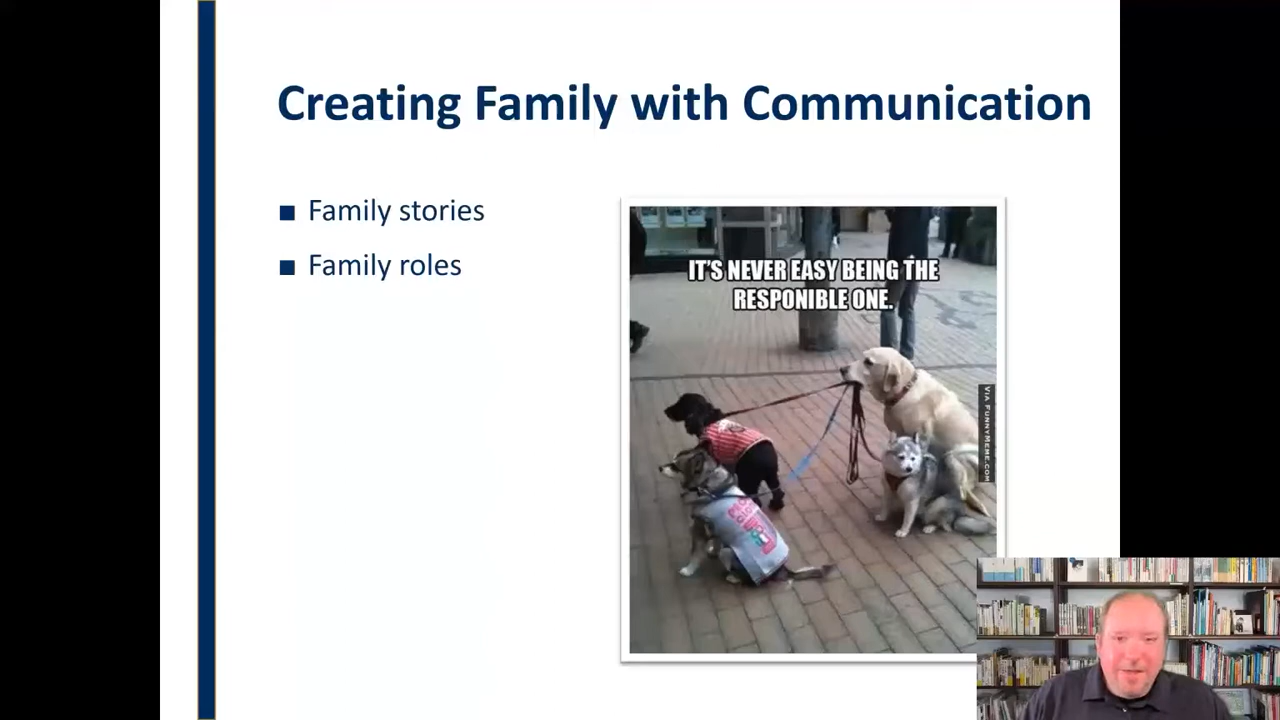 Creating Family with Communication
■ Family stories
■ Family roles
IT'S NEVER EASY BEING THE
RESPONIBLE ONE.
VIA FUNNYMEME.COM